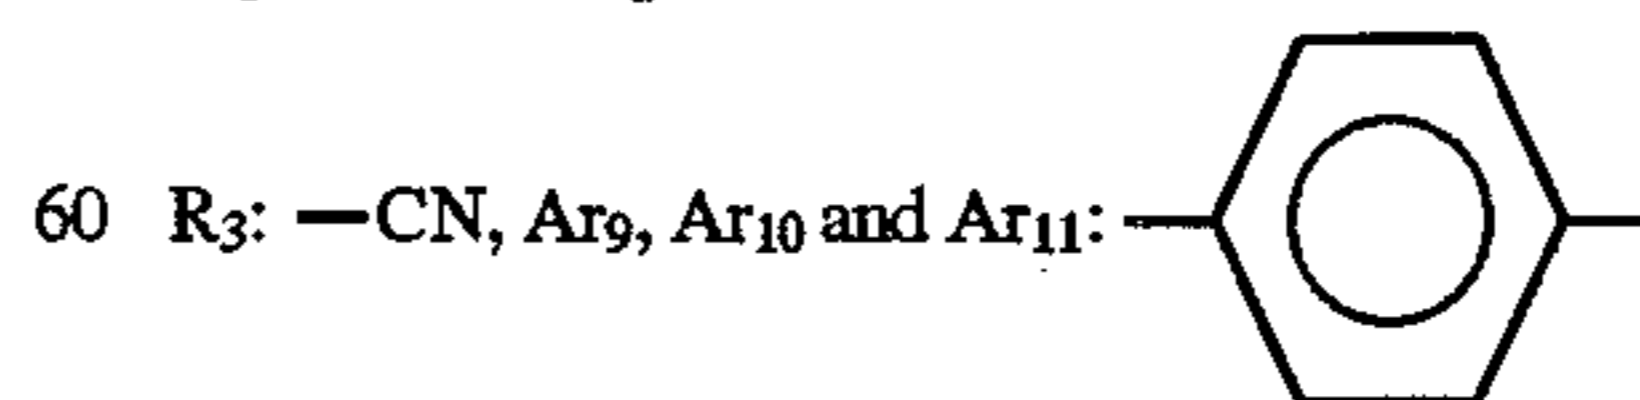 60 R₃: —CN, Ar₉, Ar₁₀ and Ar₁₁: